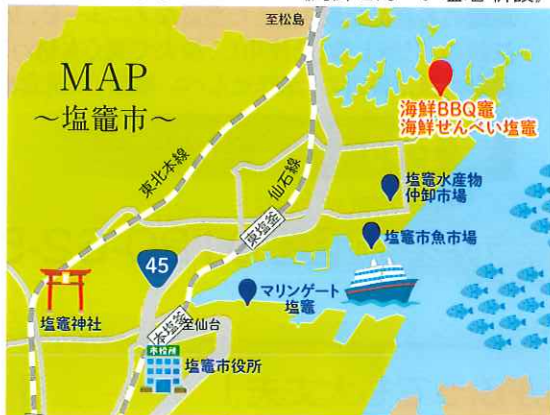 至松島
MAP
～塩竈市～
海鮮BBQ竈
海鮮せんべい塩竈
東北本線
仙石線
塩竈水産物
仲卸市場
東塩釜
塩竈市魚市場
45
マリンゲート
塩竈
塩竈神社
本塩釜
至仙台
市役所
塩竈市役所